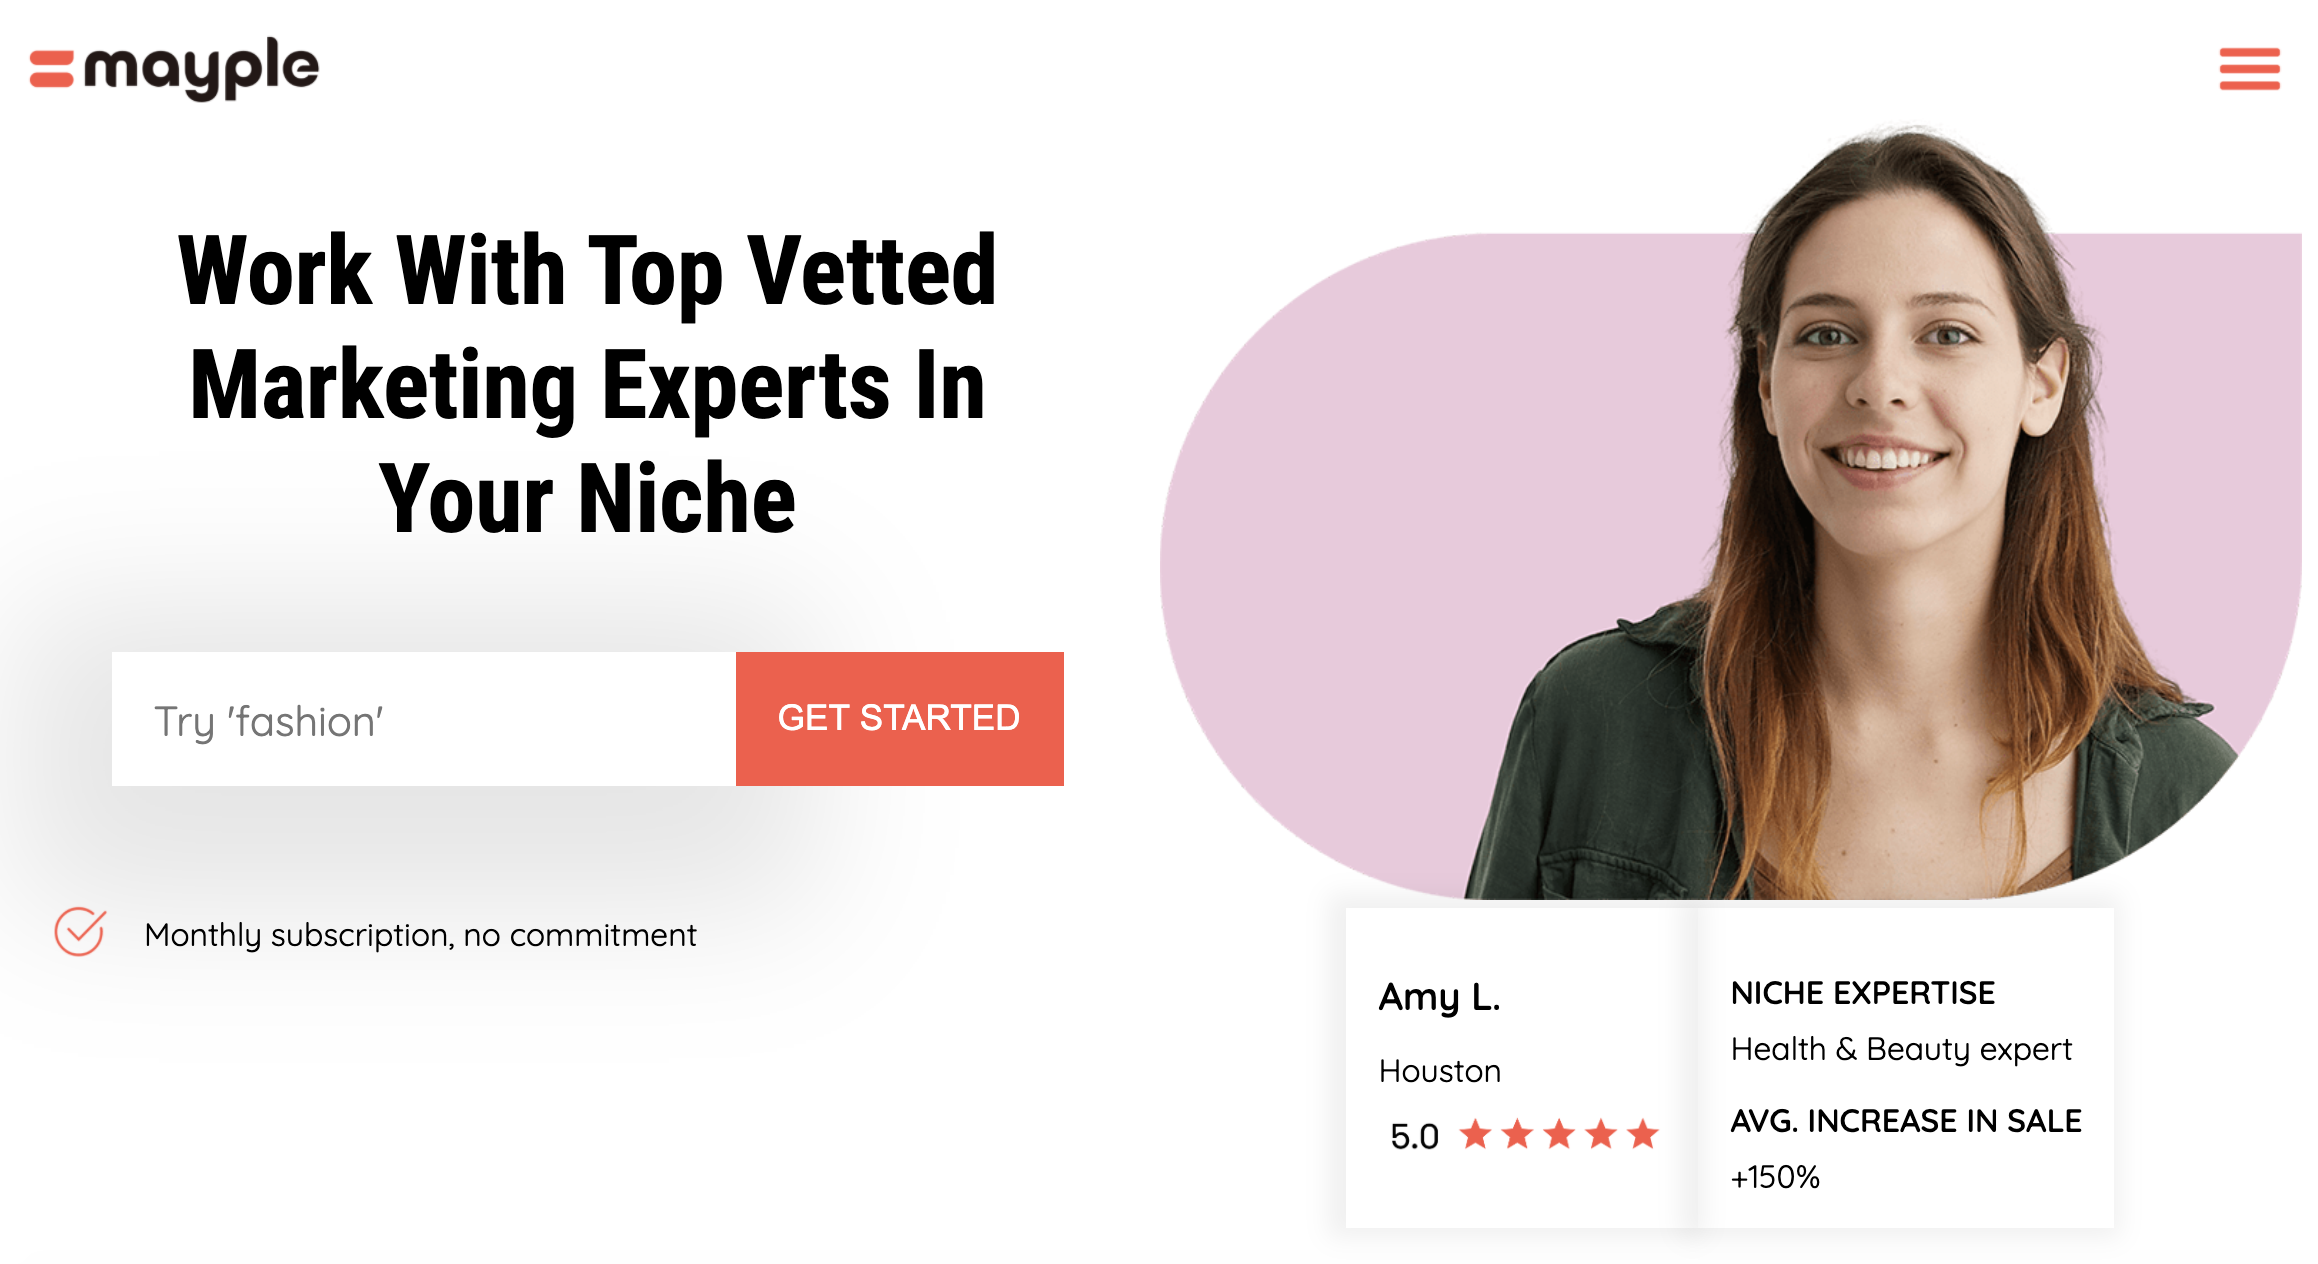 mayple
Work With Top Vetted
Marketing Experts In
Your Niche
Try 'fashion'
GET STARTED
Monthly subscription, no commitment
Amy L.
Houston
5.0
NICHE EXPERTISE
Health & Beauty expert
AVG. INCREASE IN SALE
+150%